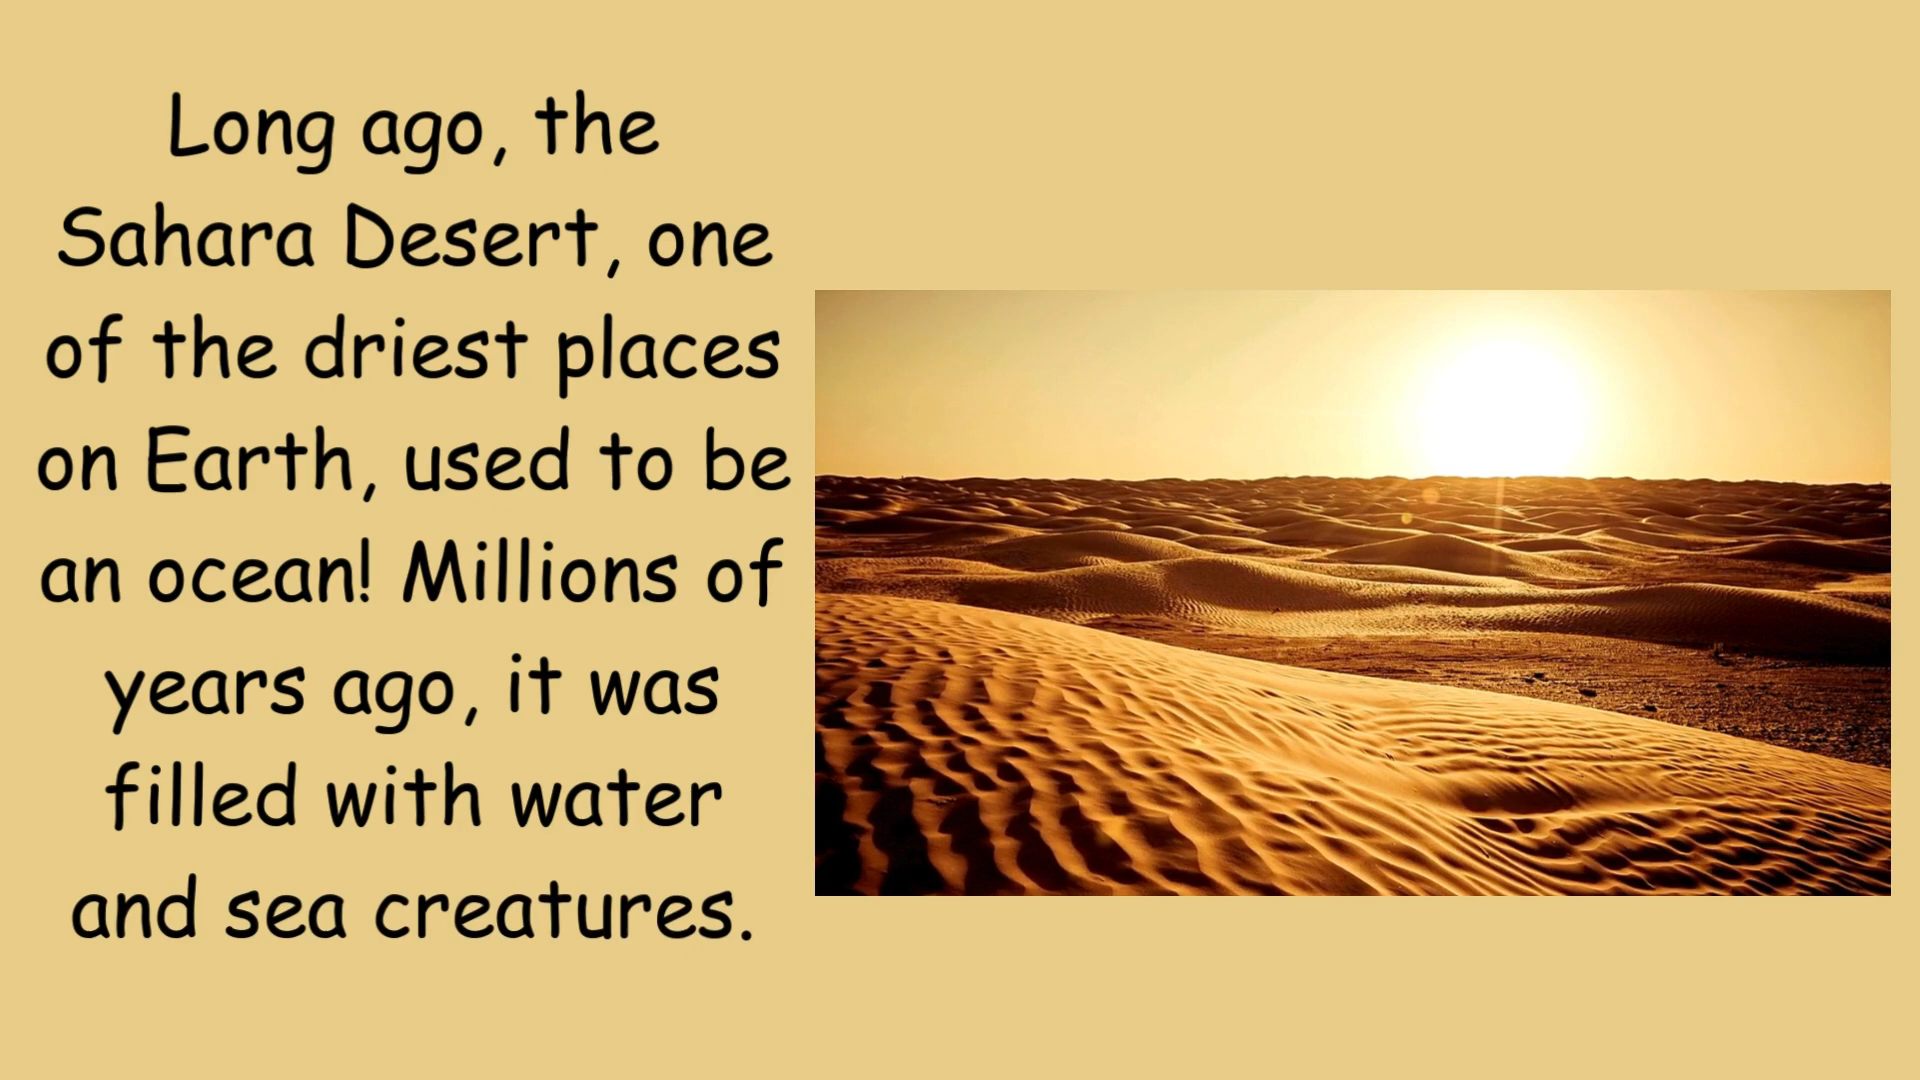 Long ago, the
Sahara Desert, one
of the driest places
on Earth, used to be
an ocean! Millions of
years ago, it was
filled with water
and sea creatures.